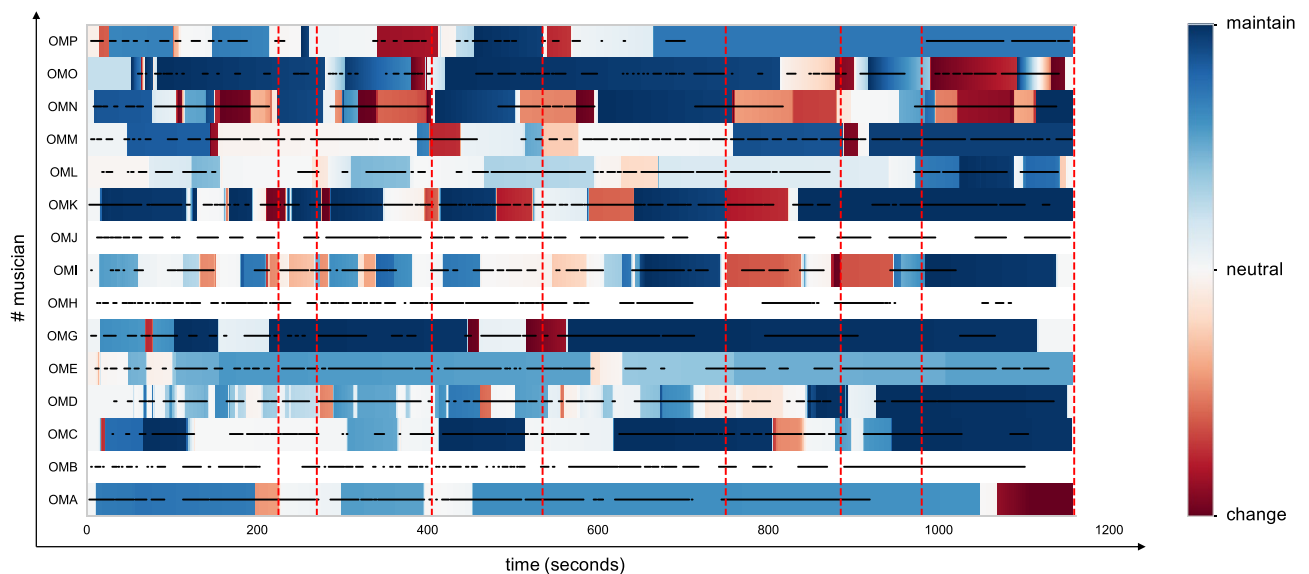 # musician
OMP
OMO
OMN
OMM
OML
OMK
OMJ
OMI
OMH
OMG
OME
OMD
OMC
OMB
OMA
0 200 400 600 800 1000 1200
time (seconds)
maintain
neutral
change